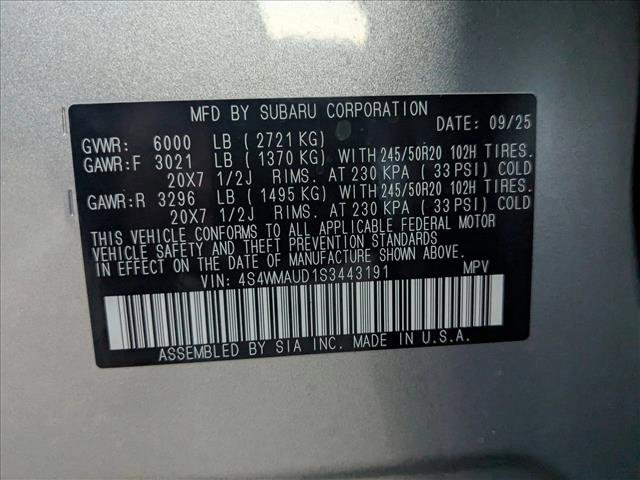 MFD BY SUBARU CORPORATION
DATE: 09/25
GVWR: 6000 LB ( 2721 KG)
GAWR:F 3021 LB ( 1370 KG) WITH 245/50R20 102H TIRES.
20X7 1/2J RIMS. AT 230 KPA ( 33 PSI) COLD
GAWR:R 3296 LB ( 1495 KG) WITH 245/50R20 102H TIRES.
20X7 1/2J RIMS. AT 230 KPA ( 33 PSI) COLD
THIS VEHICLE CONFORMS TO ALL APPLICABLE FEDERAL MOTOR
VEHICLE SAFETY AND THEFT PREVENTION STANDARDS
IN EFFECT ON THE DATE OF MANUFACTURE SHOWN ABOVE.
VIN: 4S4WMAUD1S3443191 MPV
ASSEMBLED BY SIA INC. MADE IN U.S.A.